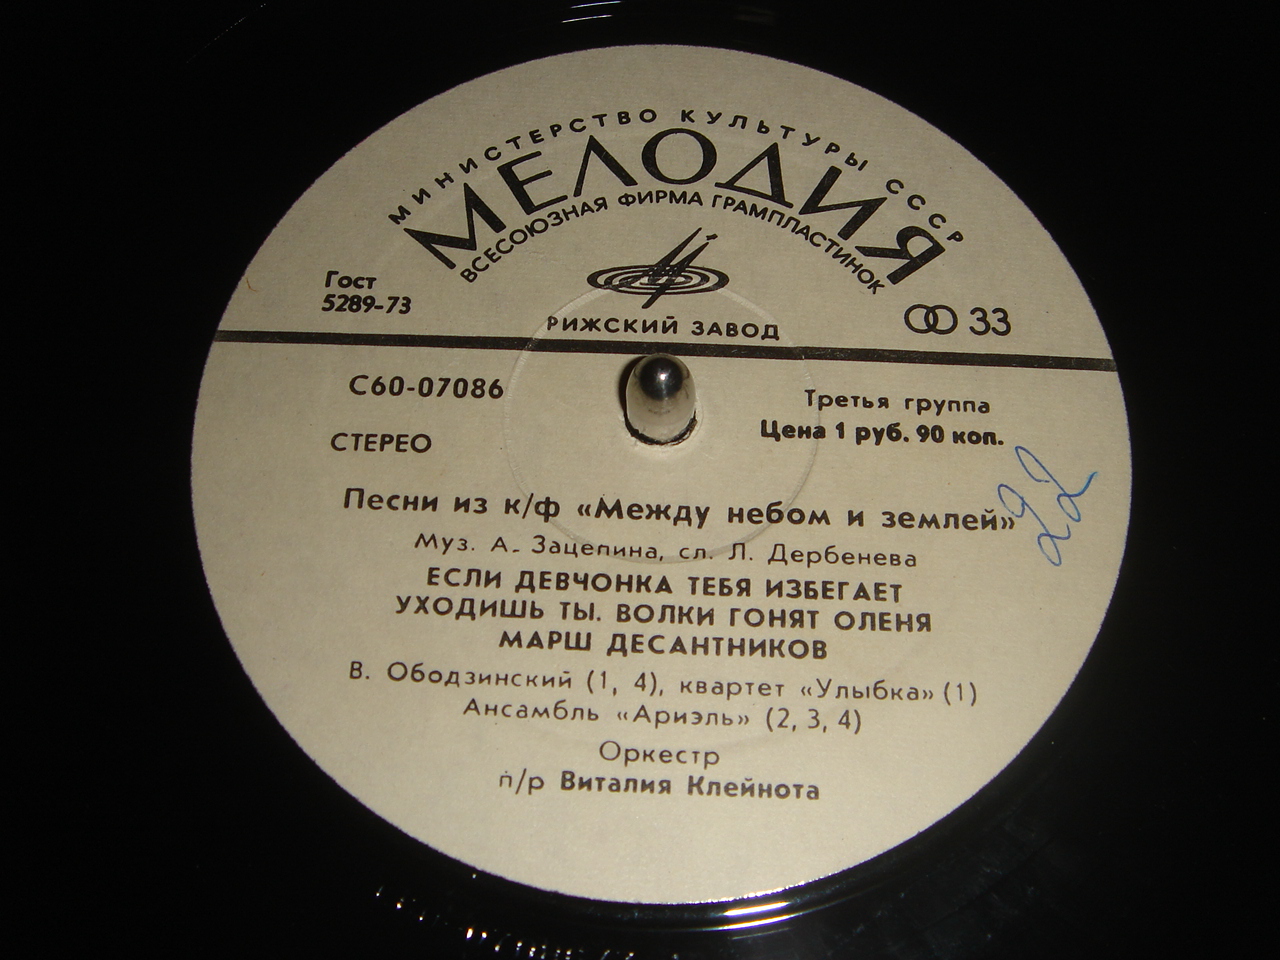 МИНИСТЕРСТВО КУЛЬТУРЫ СССР
МЕЛОДИЯ
ВСЕСОЮЗНАЯ ФИРМА ГРАМПЛАСТИНОК
Гост
5289-73
РИЖСКИЙ ЗАВОД
33
С60-07086
СТЕРЕО
Третья группа
Цена 1 руб. 90 коп.
22
Песни из к/ф «Между небом и землей»
Муз. А. Зацепина, сл. Л. Дербенева
ЕСЛИ ДЕВЧОНКА ТЕБЯ ИЗБЕГАЕТ
УХОДИШЬ ТЫ. ВОЛКИ ГОНЯТ ОЛЕНЯ
МАРШ ДЕСАНТНИКОВ
В. Ободзинский (1, 4), квартет «Улыбка» (1)
Ансамбль «Ариэль» (2, 3, 4)
Оркестр
п/р Виталия Клейнота